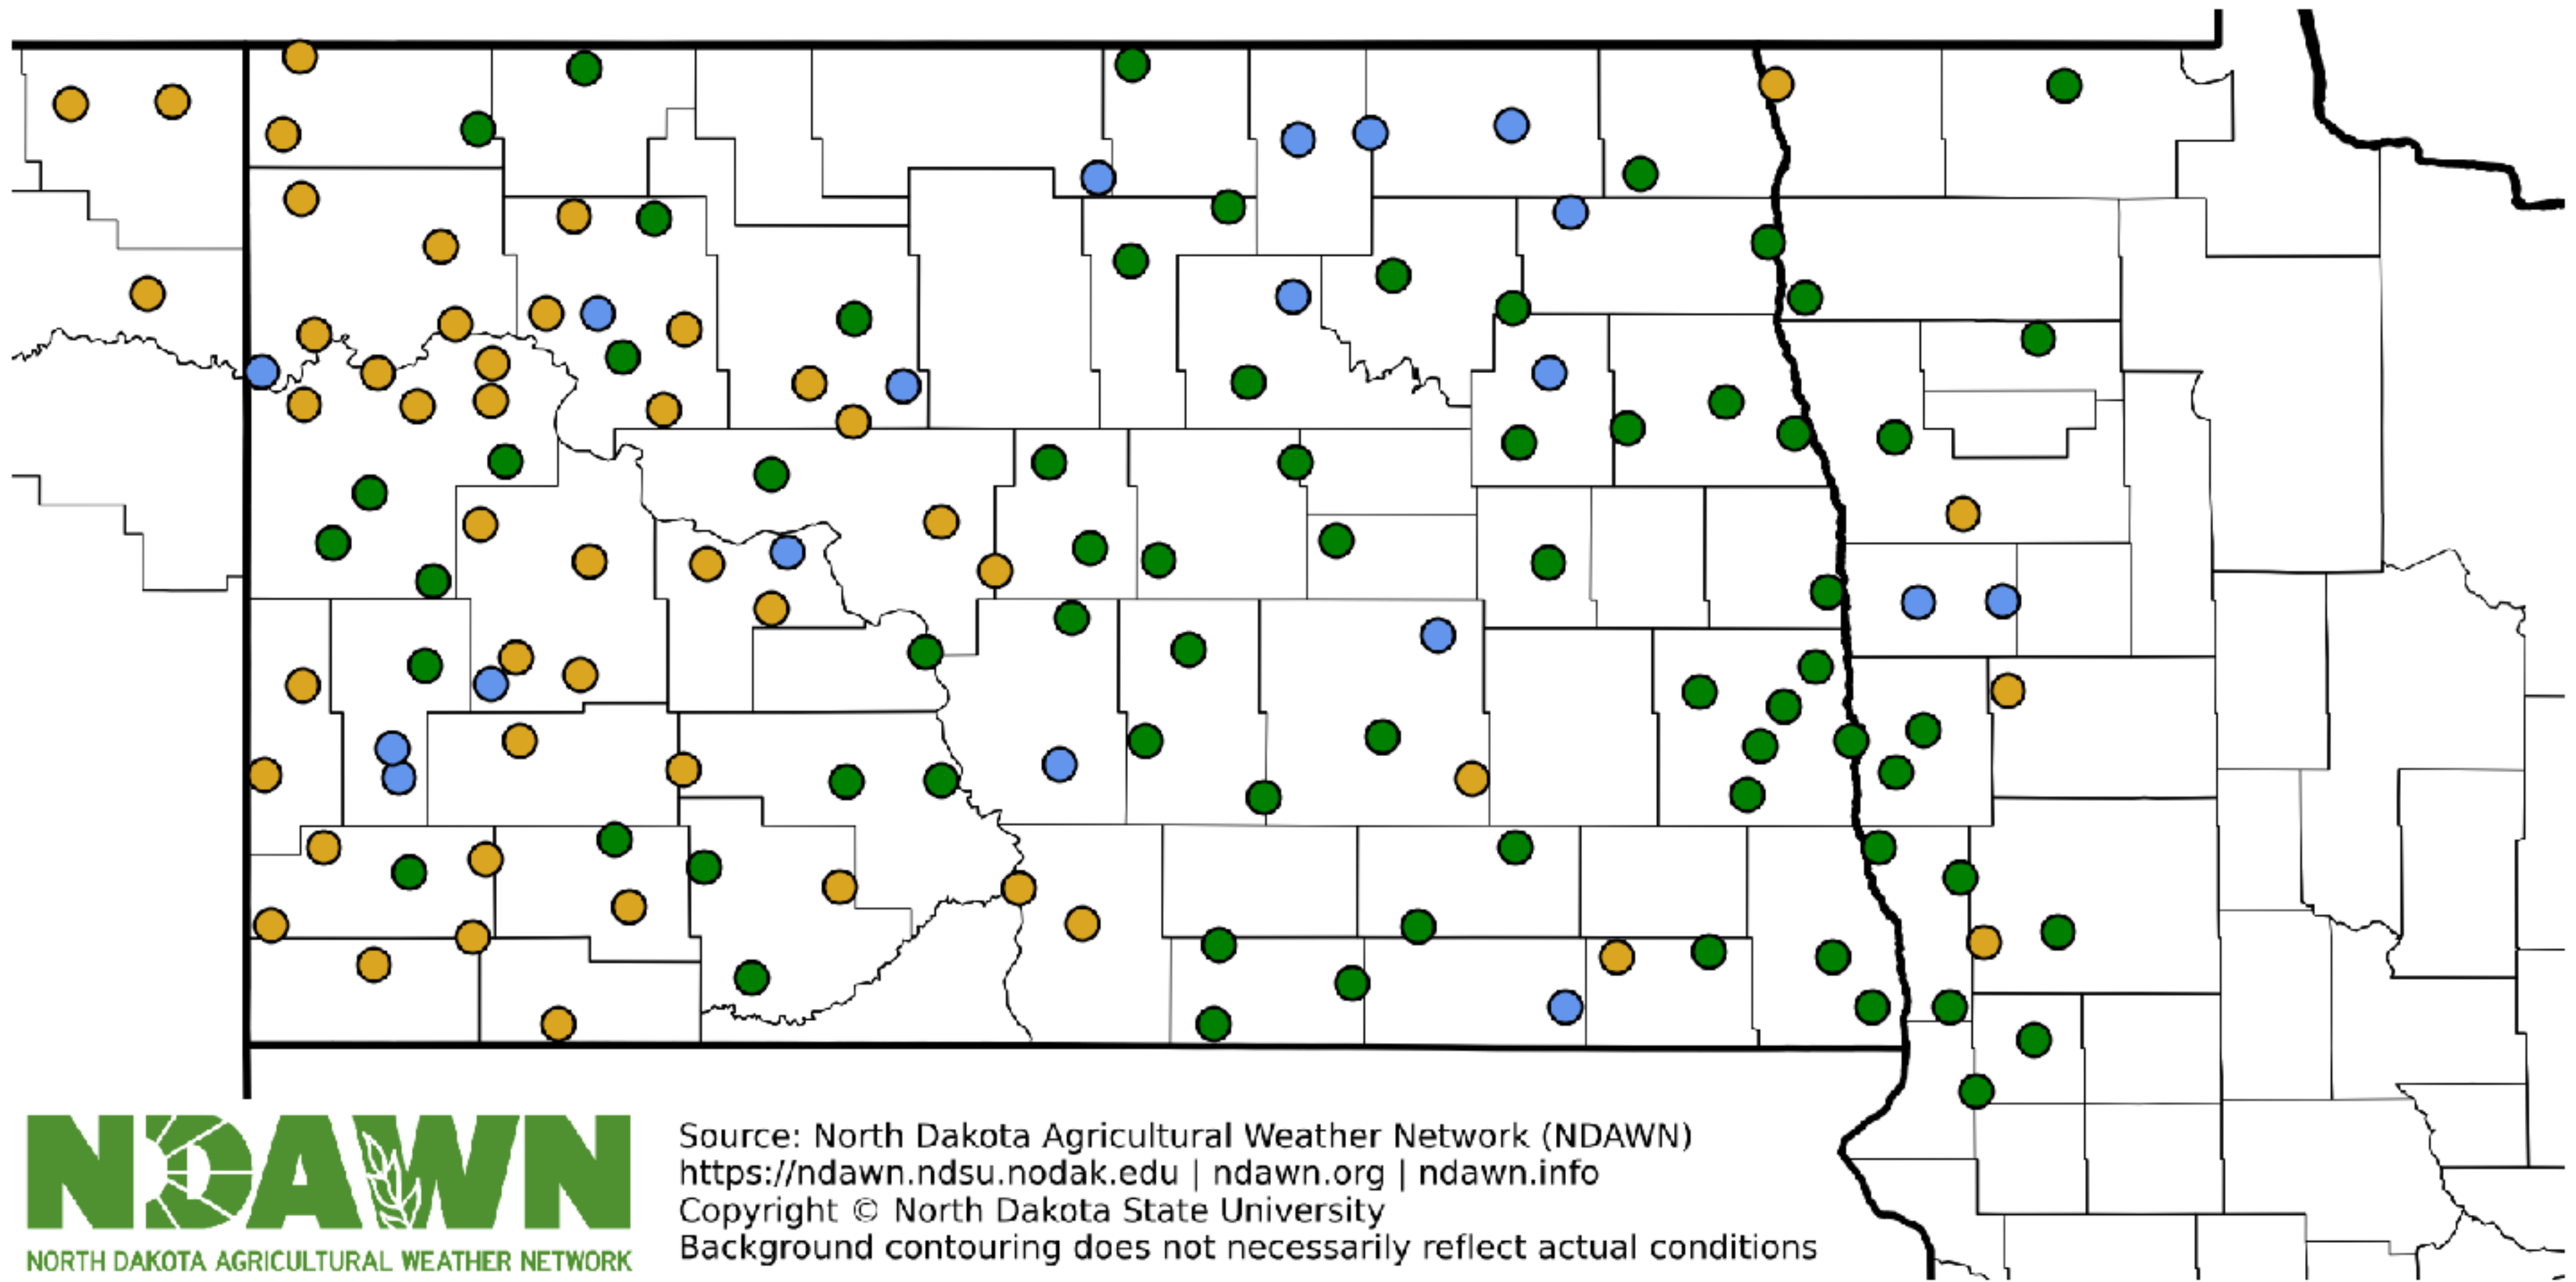 NDAWN
NORTH DAKOTA AGRICULTURAL WEATHER NETWORK
Source: North Dakota Agricultural Weather Network (NDAWN)
https://ndawn.ndsu.nodak.edu | ndawn.org | ndawn.info
Copyright © North Dakota State University
Background contouring does not necessarily reflect actual conditions